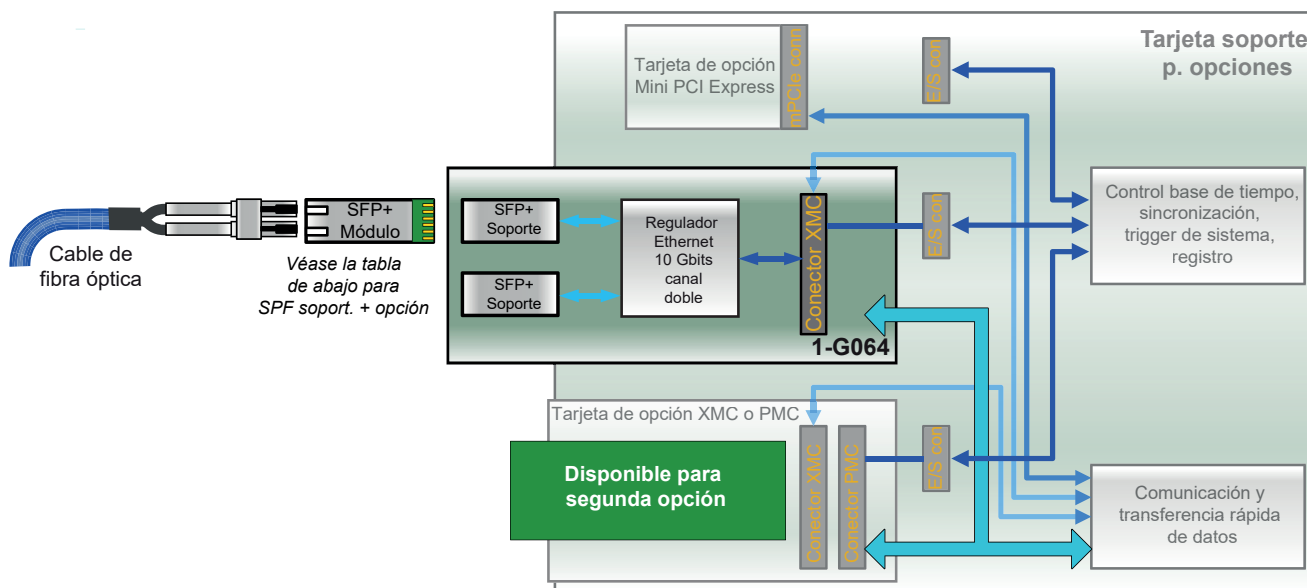 Tarjeta soporte
p. opciones
Tarjeta de opción
Mini PCI Express
mPCIe conn
E/S con
Cable de
fibra óptica
SFP+
Módulo
Véase la tabla
de abajo para
SPF soport. + opción
SFP+
Soporte
SFP+
Soporte
Regulador
Ethernet
10 Gbits
canal
doble
Conector XMC
E/S con
1-G064
Control base de tiempo,
sincronización,
trigger de sistema,
registro
Tarjeta de opción XMC o PMC
Disponible para
segunda opción
Conector XMC
Conector PMC
E/S con
Comunicación y
transferencia rápida
de datos